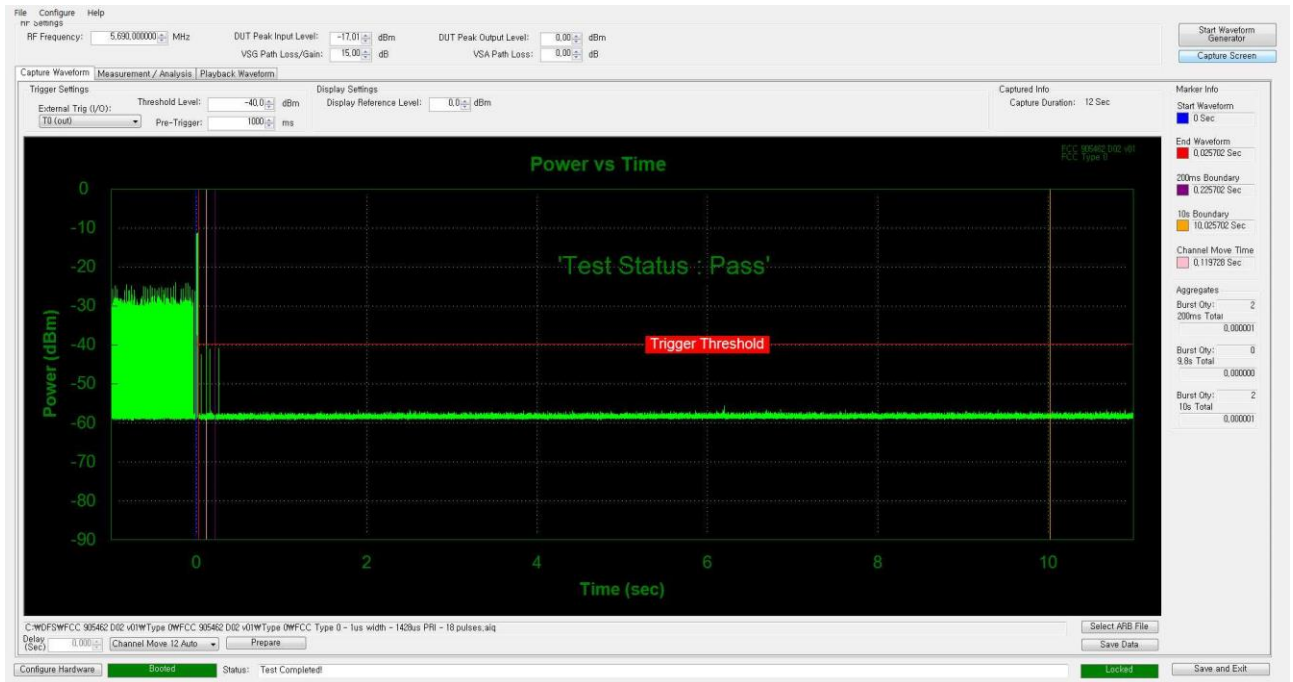 File Configure Help
RF Settings
RF Frequency: 5,690,000000 MHz DUT Peak Input Level: -17,01 dBm DUT Peak Output Level: 0,00 dBm
VSG Path Loss/Gain: 15,00 dB VSA Path Loss: 0,00 dB
Start Waveform
Generator
Capture Screen
Capture Waveform Measurement / Analysis Playback Waveform
Trigger Settings
External Trig (I/O): Threshold Level: -40,0 dBm
T0 (out) Pre-Trigger: 1000 ms
Display Settings
Display Reference Level: 0,0 dBm
Captured Info
Capture Duration: 12 Sec
Marker Info
Start Waveform
0 Sec
End Waveform
0,025702 Sec
200ms Boundary
0,225702 Sec
10s Boundary
10,025702 Sec
Channel Move Time
0,119728 Sec
Aggregates
Burst Qty: 2
200ms Total
0,000001
Burst Qty: 0
9,8s Total
0,000000
Burst Qty: 2
10s Total
0,000001
FCC 905462 D02 v01
FCC Type 0
Power vs Time
'Test Status : Pass'
Trigger Threshold
Power (dBm)
0
-10
-20
-30
-40
-50
-60
-70
-80
-90
0 2 4 6 8 10
Time (sec)
C:₩DFS₩FCC 905462 D02 v01₩Type 0₩FCC 905462 D02 v01₩Type 0₩FCC Type 0 - 1us width - 1428us PRI - 18 pulses,aiq
Select ARB File
Delay
(Sec) 0,000 Channel Move 12 Auto Prepare Save Data
Configure Hardware Booted Status: Test Completed! Locked Save and Exit